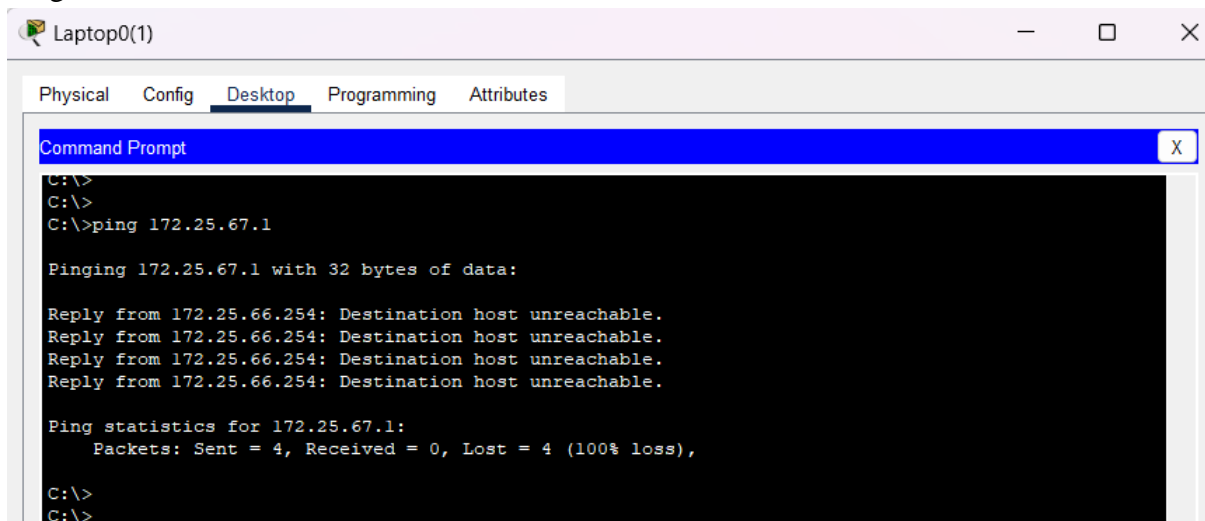 Laptop0(1)
Physical Config Desktop Programming Attributes
Command Prompt X
C:\>
C:\>
C:\>ping 172.25.67.1
Pinging 172.25.67.1 with 32 bytes of data:
Reply from 172.25.66.254: Destination host unreachable.
Reply from 172.25.66.254: Destination host unreachable.
Reply from 172.25.66.254: Destination host unreachable.
Reply from 172.25.66.254: Destination host unreachable.
Ping statistics for 172.25.67.1:
Packets: Sent = 4, Received = 0, Lost = 4 (100% loss),
C:\>
C:\>